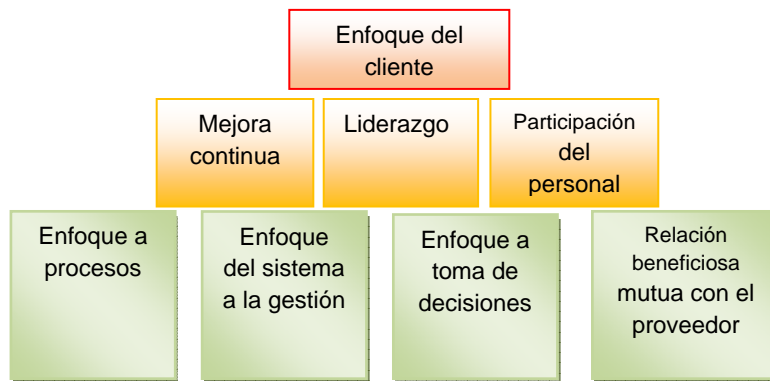 Enfoque del
cliente
Mejora
continua
Liderazgo
Participación
del
personal
Enfoque a
procesos
Enfoque
del sistema
a la gestión
Enfoque a
toma de
decisiones
Relación
beneficiosa
mutua con el
proveedor